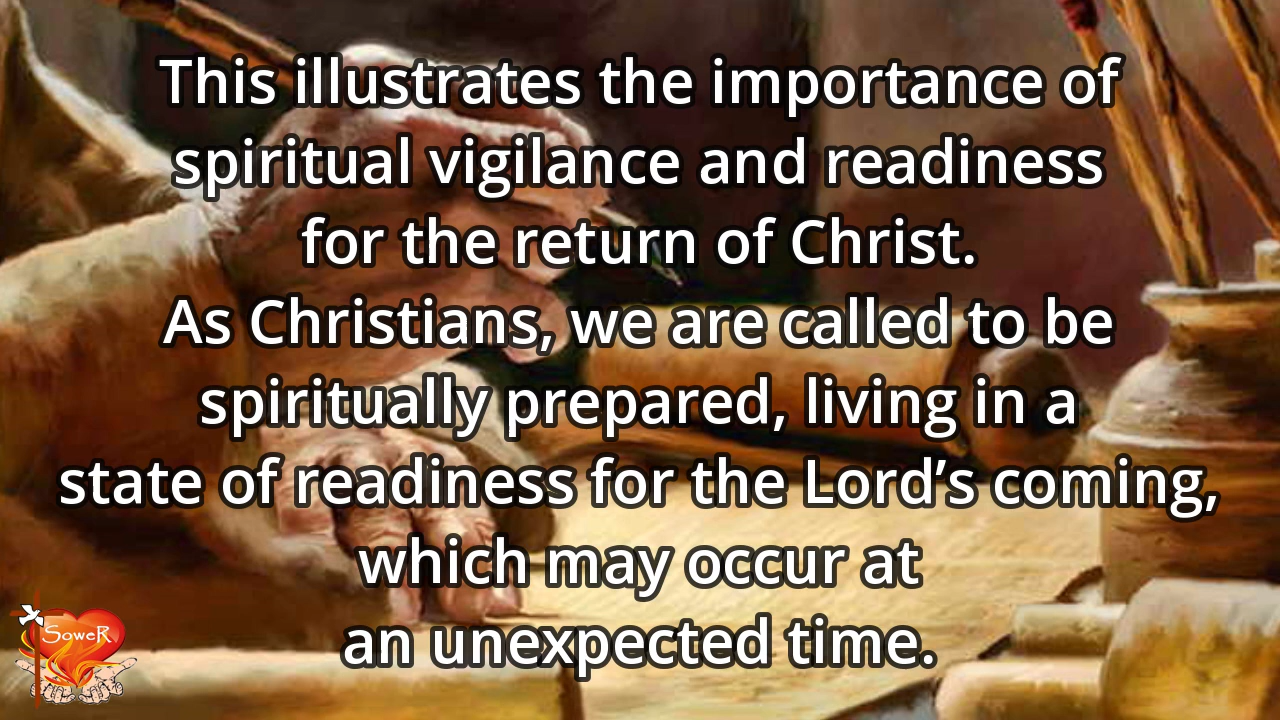 This illustrates the importance of
spiritual vigilance and readiness
for the return of Christ.
As Christians, we are called to be
spiritually prepared, living in a
state of readiness for the Lord’s coming,
which may occur at
an unexpected time.
SoweR